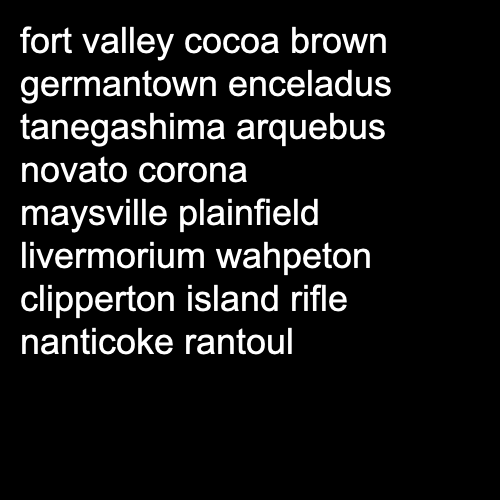 fort valley cocoa brown
germantown enceladus
tanegashima arquebus
novato corona
maysville plainfield
livermorium wahpeton
clipperton island rifle
nanticoke rantoul